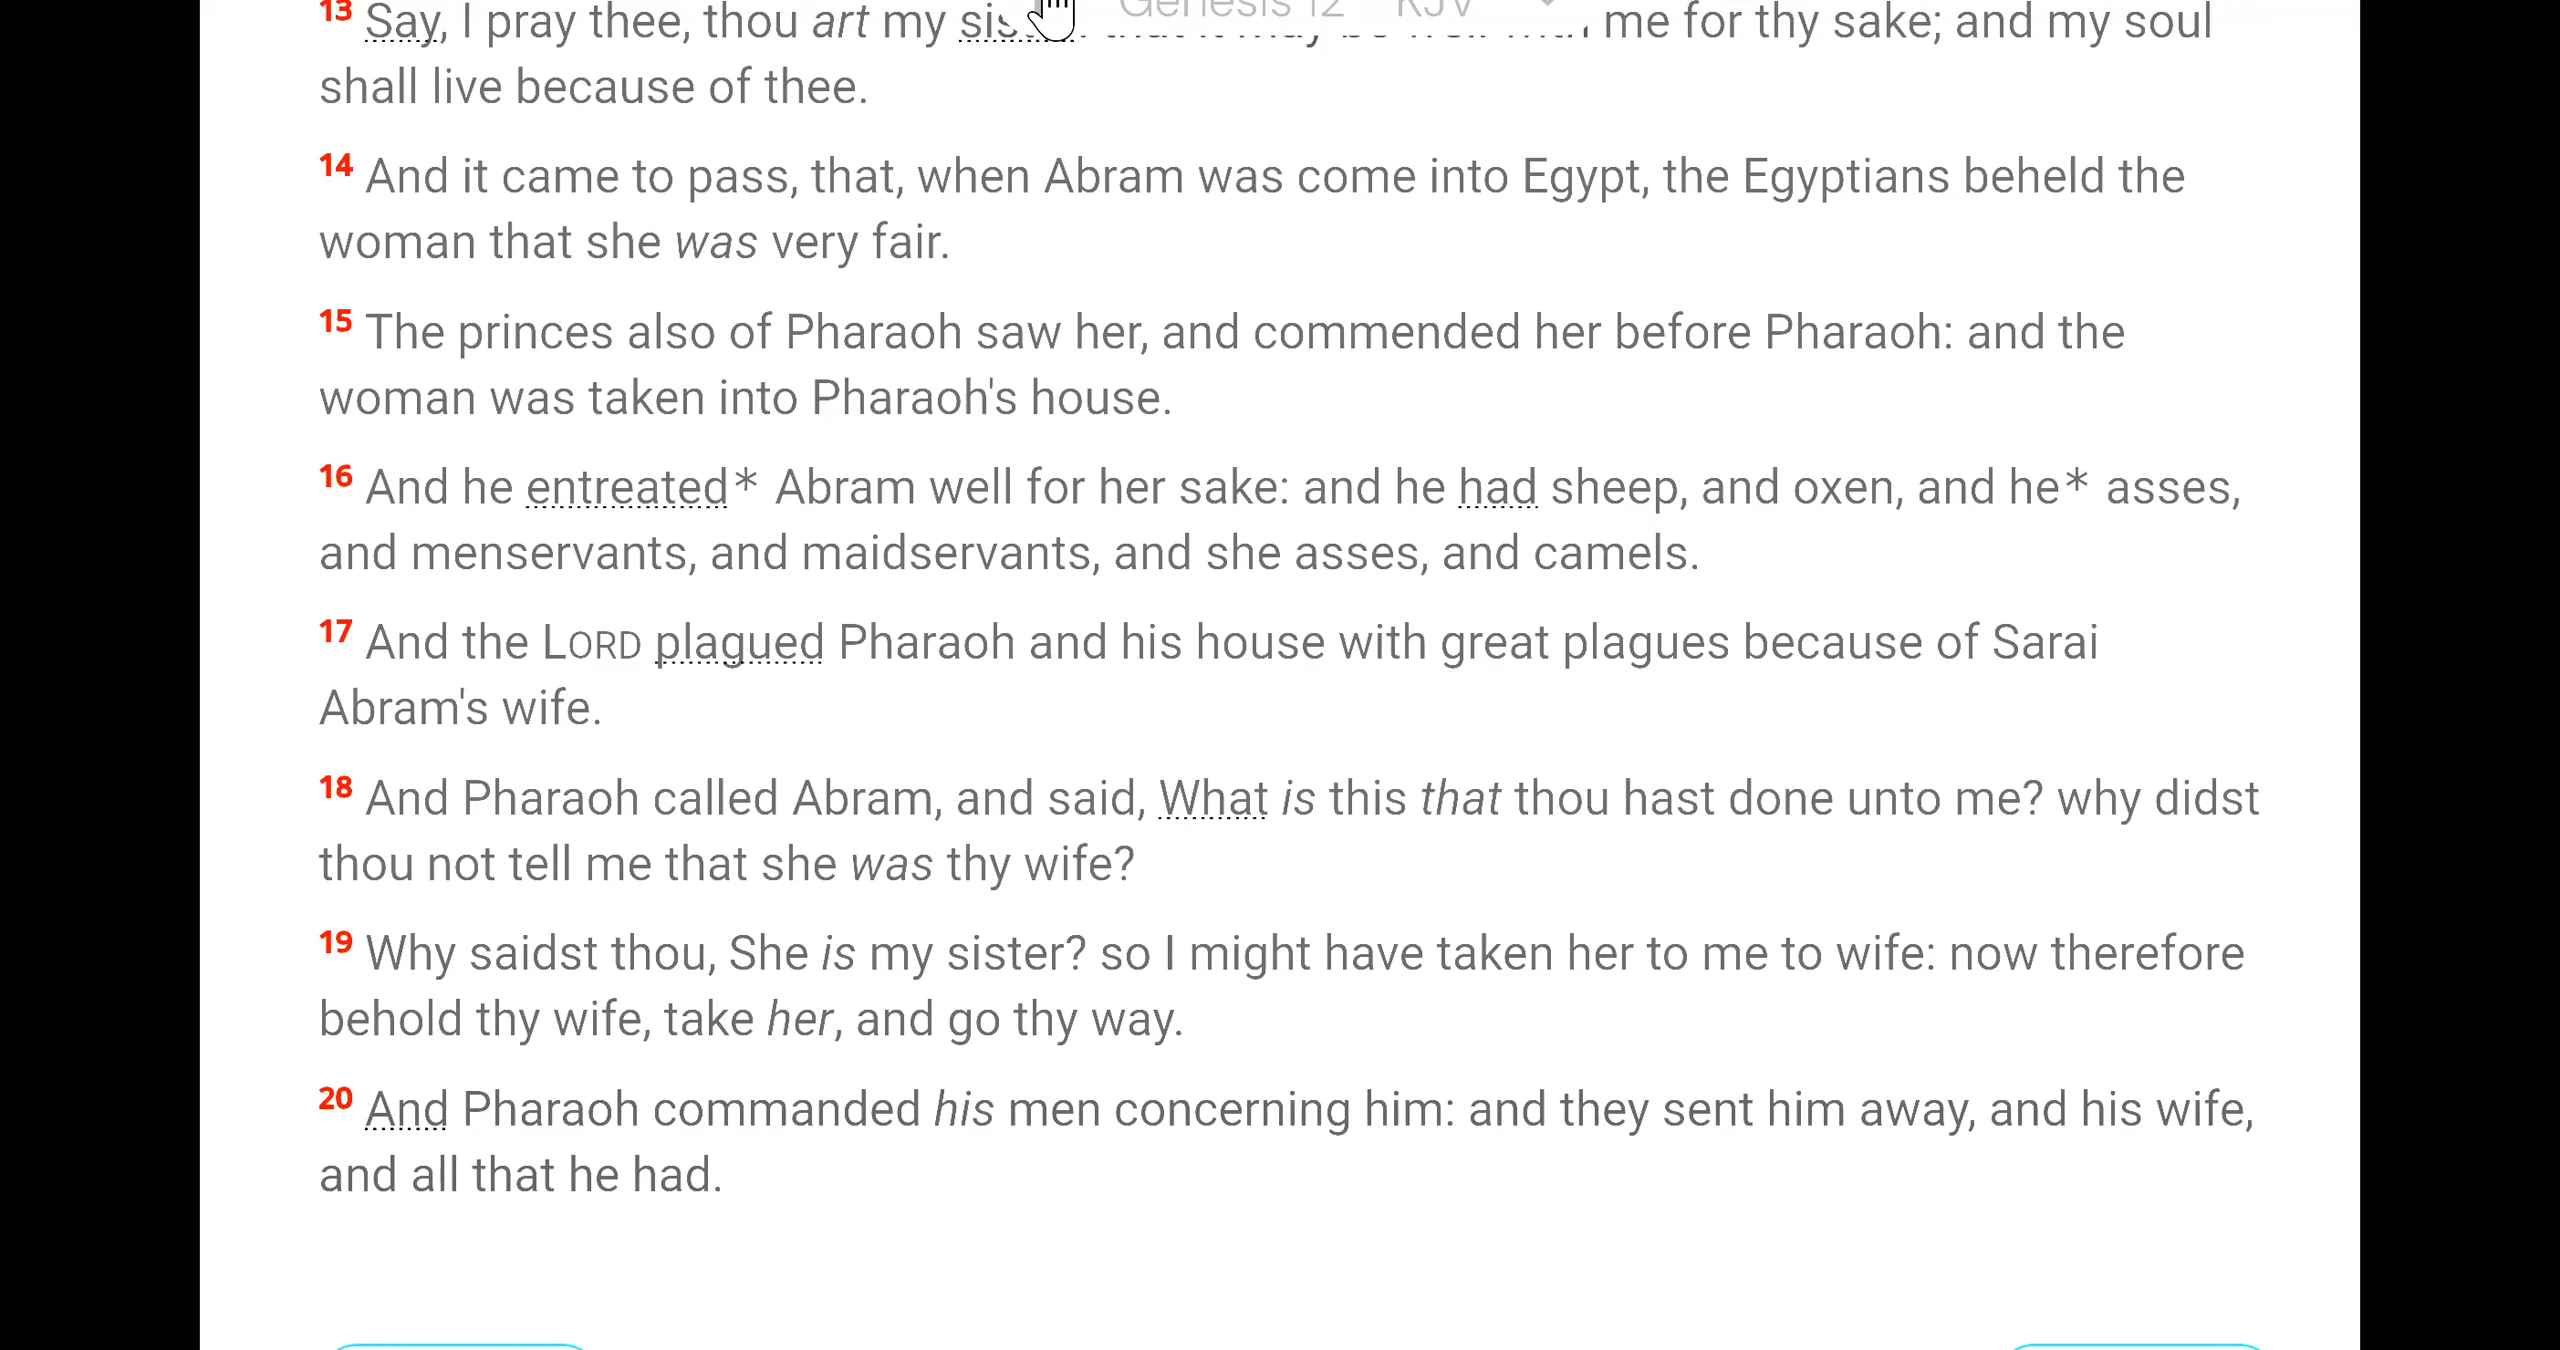 13 Say, I pray thee, thou art my me for thy sake; and my soul
Genesis 12 KJV
shall live because of thee.
14 And it came to pass, that, when Abram was come into Egypt, the Egyptians beheld the
woman that she was very fair.
15 The princes also of Pharaoh saw her, and commended her before Pharaoh: and the
woman was taken into Pharaoh's house.
16 And he entreated* Abram well for her sake: and he had sheep, and oxen, and he* asses,
and menservants, and maidservants, and she asses, and camels.
17 And the LORD plagued Pharaoh and his house with great plagues because of Sarai
Abram's wife.
18 And Pharaoh called Abram, and said, What is this that thou hast done unto me? why didst
thou not tell me that she was thy wife?
19 Why saidst thou, She is my sister? so I might have taken her to me to wife: now therefore
behold thy wife, take her, and go thy way.
20 And Pharaoh commanded his men concerning him: and they sent him away, and his wife,
and all that he had.